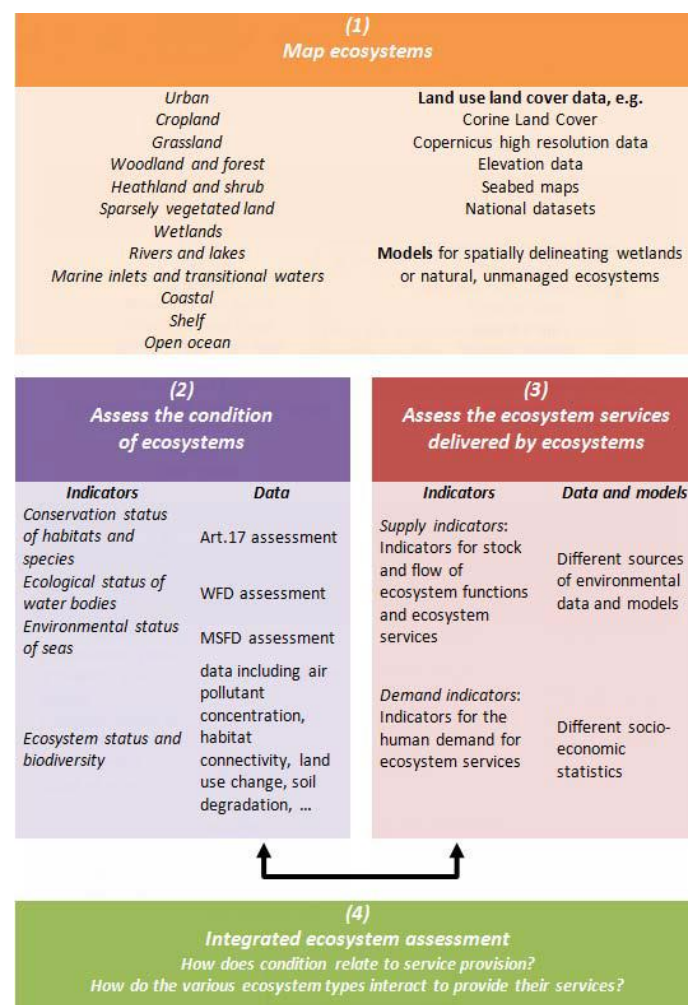 (1)
Map ecosystems
Urban
Cropland
Grassland
Woodland and forest
Heathland and shrub
Sparsely vegetated land
Wetlands
Rivers and lakes
Marine inlets and transitional waters
Coastal
Shelf
Open ocean
Land use land cover data, e.g.
Corine Land Cover
Copernicus high resolution data
Elevation data
Seabed maps
National datasets
Models for spatially delineating wetlands
or natural, unmanaged ecosystems
(2)
Assess the condition
of ecosystems
Indicators
Data
Conservation status
of habitats and
species
Art.17 assessment
Ecological status of
water bodies
WFD assessment
Environmental status
of seas
MSFD assessment
Ecosystem status and
biodiversity
data including air
pollutant
concentration,
habitat
connectivity, land
use change, soil
degradation, ...
(3)
Assess the ecosystem services
delivered by ecosystems
Indicators
Data and models
Supply indicators:
Indicators for stock
and flow of
ecosystem functions
and ecosystem
services
Different sources
of environmental
data and models
Demand indicators:
Indicators for the
human demand for
ecosystem services
Different socio-
economic
statistics
(4)
Integrated ecosystem assessment
How does condition relate to service provision?
How do the various ecosystem types interact to provide their services?